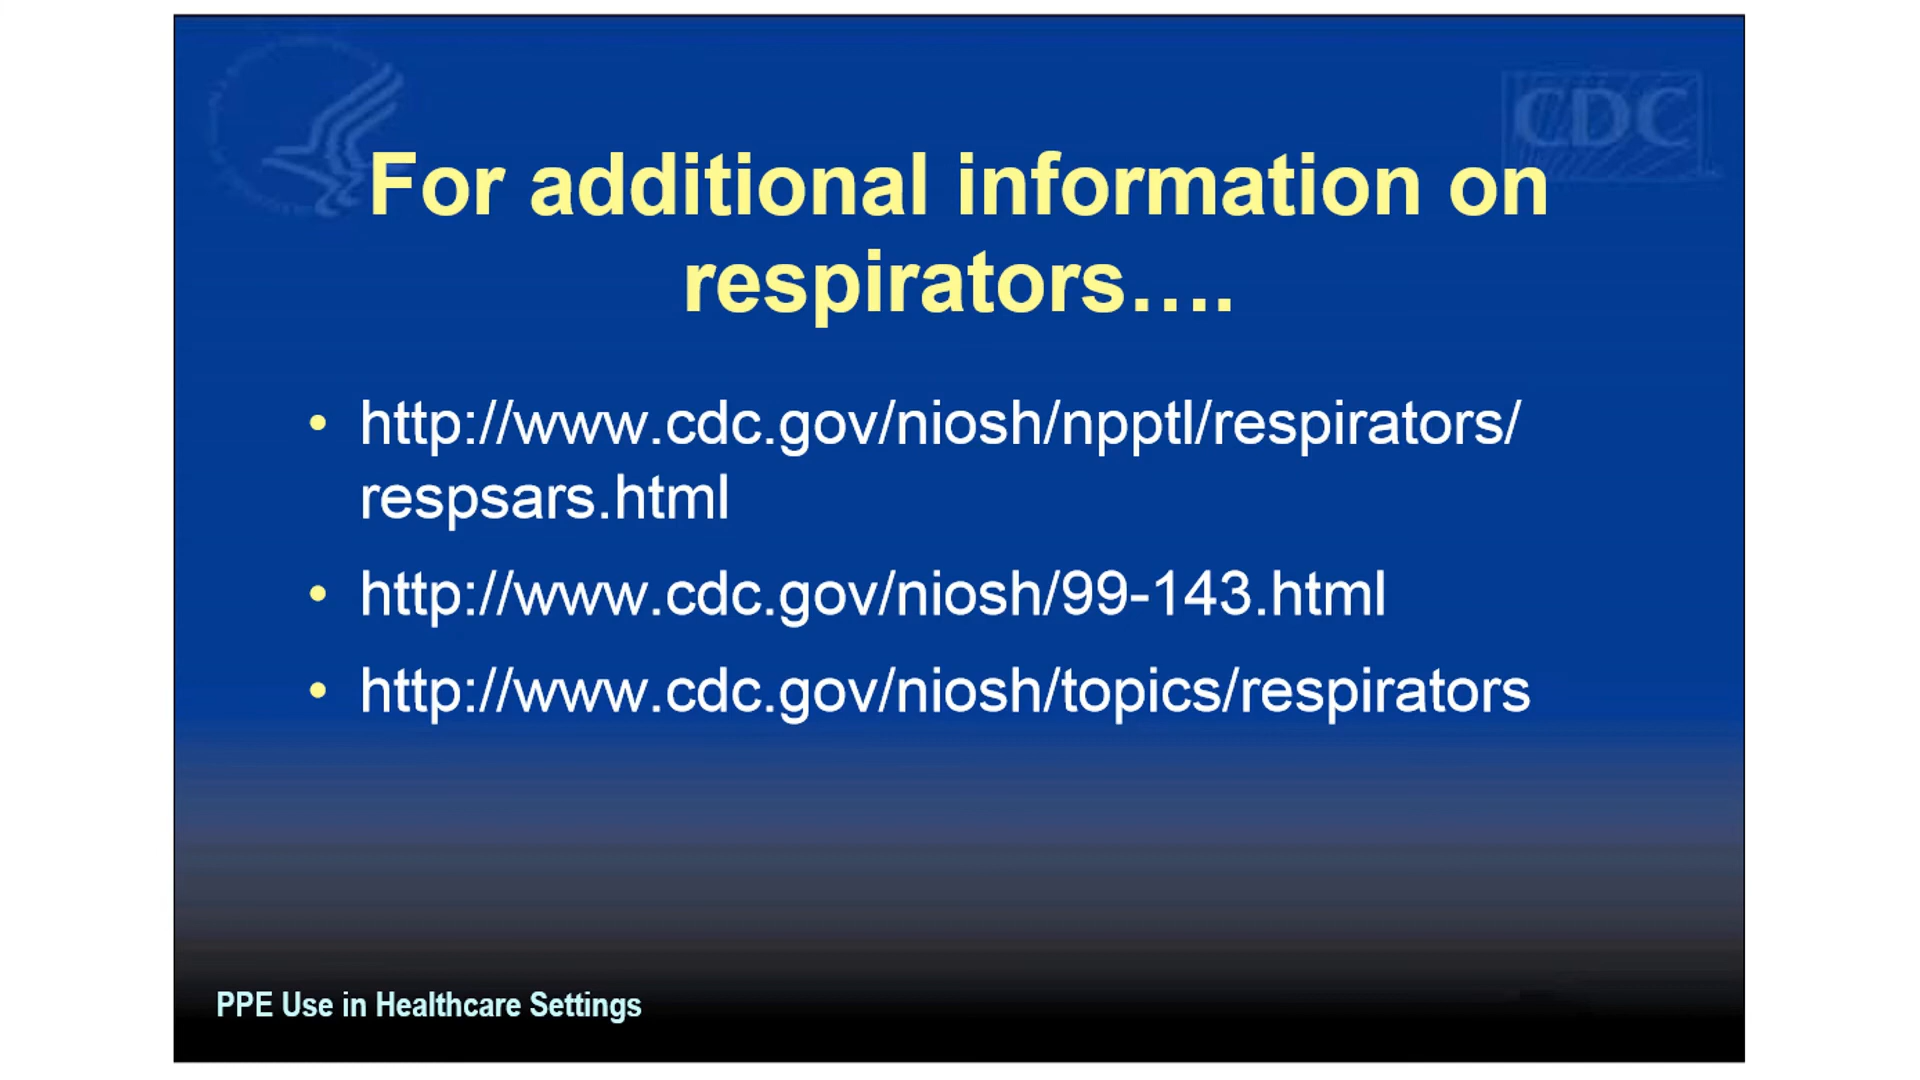 CDC
For additional information on
respirators….
• http://www.cdc.gov/niosh/npptl/respirators/
respsars.html
• http://www.cdc.gov/niosh/99-143.html
• http://www.cdc.gov/niosh/topics/respirators
PPE Use in Healthcare Settings